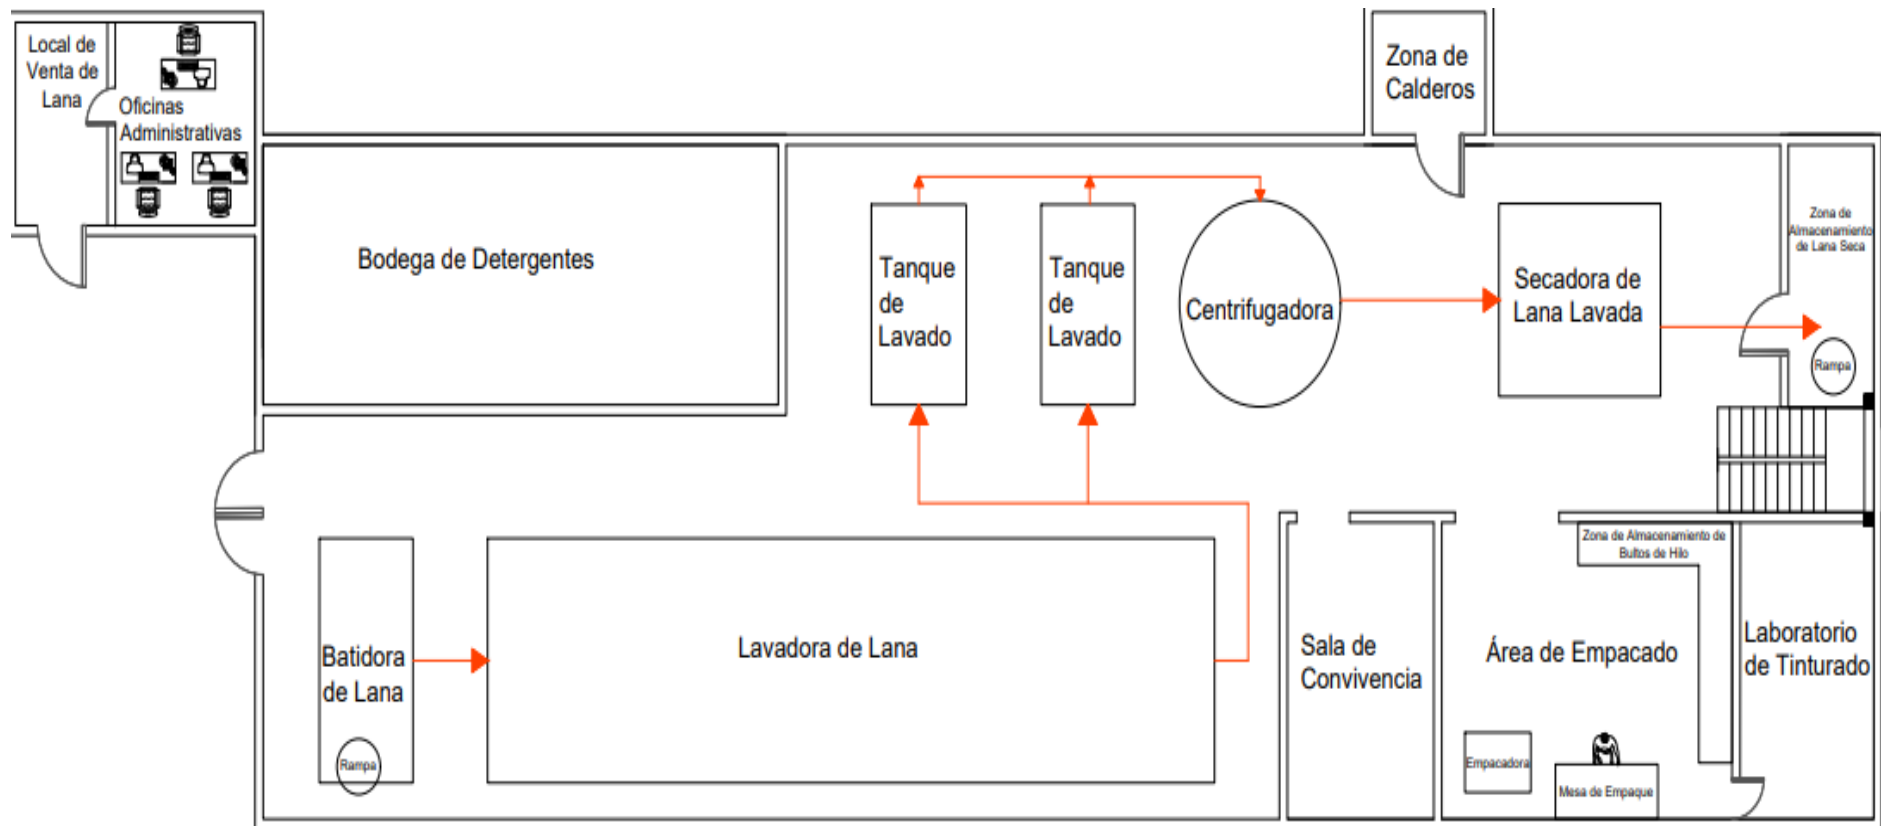 Local de
Venta de
Lana
Oficinas
Administrativas
Zona de
Calderos
Bodega de Detergentes
Tanque
de
Lavado
Tanque
de
Lavado
Centrifugadora
Secadora de
Lana Lavada
Zona de
Almacenamiento
de Lana Seca
Rampa
Batidora
de Lana
Rampa
Lavadora de Lana
Sala de
Convivencia
Zona de Almacenamiento de
Bultos de Hilo
Área de Empacado
Empacadora
Mesa de Empaque
Laboratorio
de Tinturado